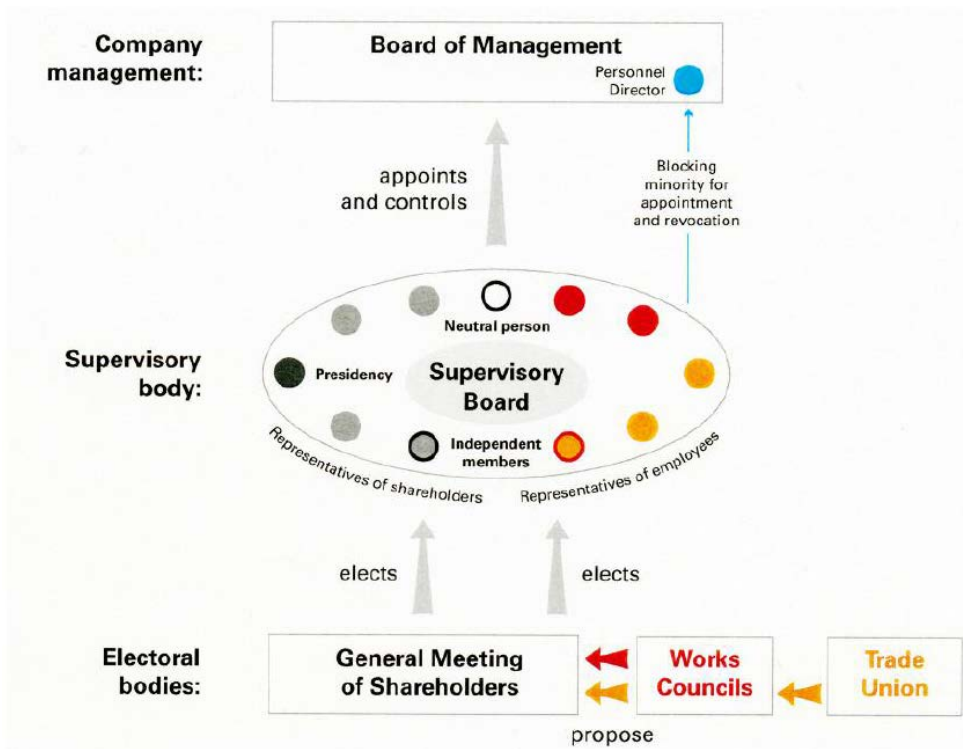 Company
management:
Board of Management
Personnel
Director
appoints
and controls
Blocking
minority for
appointment
and revocation
Supervisory
body:
Neutral person
Presidency
Supervisory
Board
Independent
members
Representatives of shareholders
Representatives of employees
elects
elects
Electoral
bodies:
General Meeting
of Shareholders
Works
Councils
Trade
Union
propose